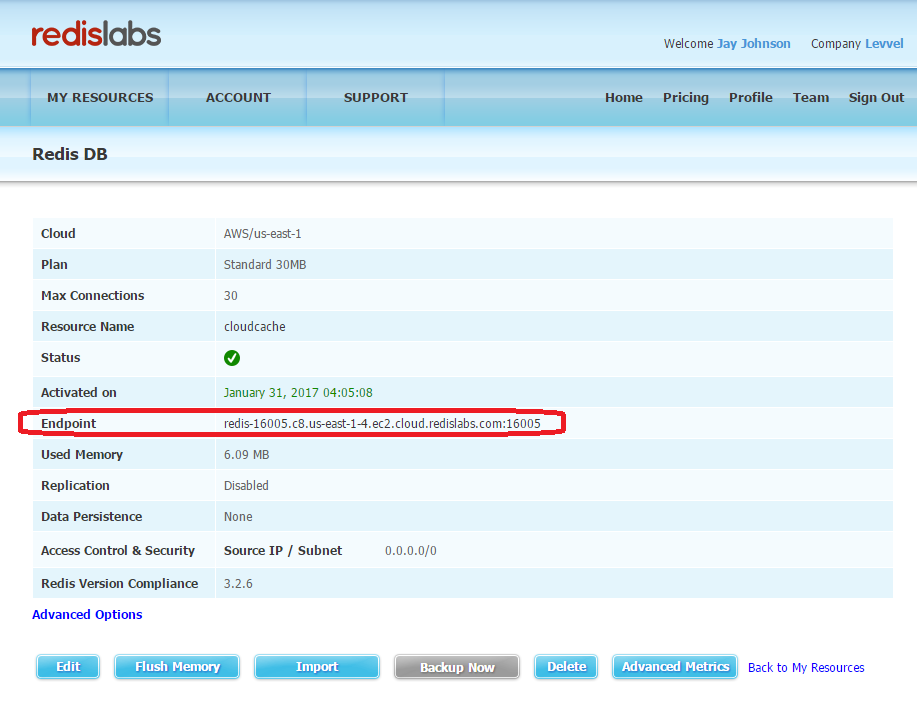 redislabs
Welcome Jay Johnson Company Levvel
MY RESOURCES ACCOUNT SUPPORT Home Pricing Profile Team Sign Out
Redis DB
Cloud AWS/us-east-1
Plan Standard 30MB
Max Connections 30
Resource Name cloudcache
Status
Activated on January 31, 2017 04:05:08
Endpoint redis-16005.c8.us-east-1-4.ec2.cloud.redislabs.com:16005
Used Memory 6.09 MB
Replication Disabled
Data Persistence None
Access Control & Security Source IP / Subnet 0.0.0.0/0
Redis Version Compliance 3.2.6
Advanced Options
Edit Flush Memory Import Backup Now Delete Advanced Metrics Back to My Resources